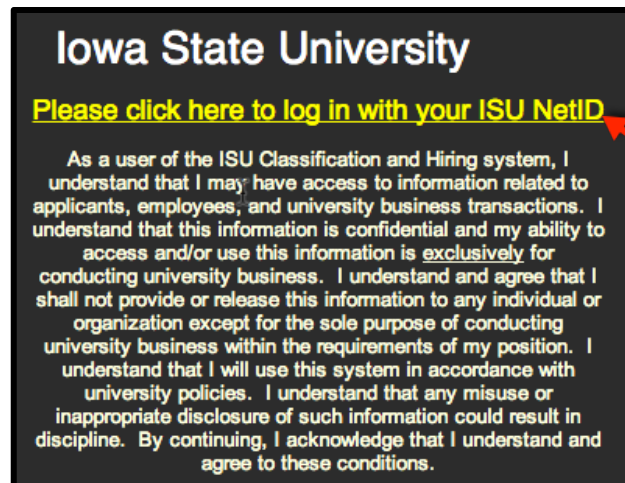 Iowa State University
Please click here to log in with your ISU NetID
As a user of the ISU Classification and Hiring system, I
understand that I may have access to information related to
applicants, employees, and university business transactions.  I
understand that this information is confidential and my ability to
access and/or use this information is exclusively for
conducting university business.  I understand and agree that I
shall not provide or release this information to any individual or
organization except for the sole purpose of conducting
university business within the requirements of my position.  I
understand that I will use this system in accordance with
university policies.  I understand that any misuse or
inappropriate disclosure of such information could result in
discipline.  By continuing, I acknowledge that I understand and
agree to these conditions.